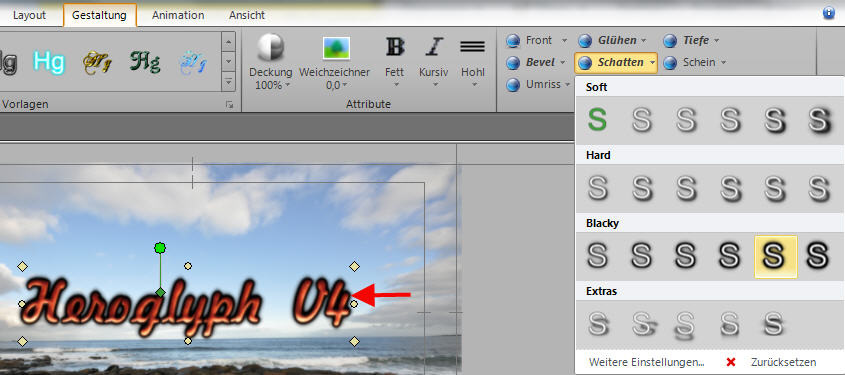 Layout Gestaltung Animation Ansicht
Hg Hg Hg Hg Hg
Deckung 100% Weichzeichner 0,0 B Fett I Kursiv Hohl
Front Glühen Tiefe
Bevel Schatten Schein
Umriss
Vorlagen Attribute
Soft
S S S S S S
Hard
S S S S S S
Blacky
S S S S S S
Extras
S S S S S
Weitere Einstellungen... Zurücksetzen
Heroglyph V4